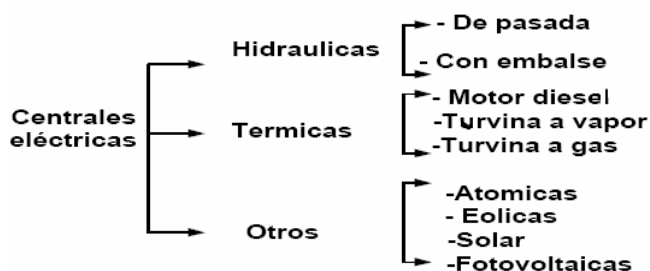 Centrales
eléctricas
Hidraulicas
- De pasada
- Con embalse
Termicas
- Motor diesel
-Turvina a vapor
-Turvina a gas
Otros
-Atomicas
- Eolicas
-Solar
-Fotovoltaicas